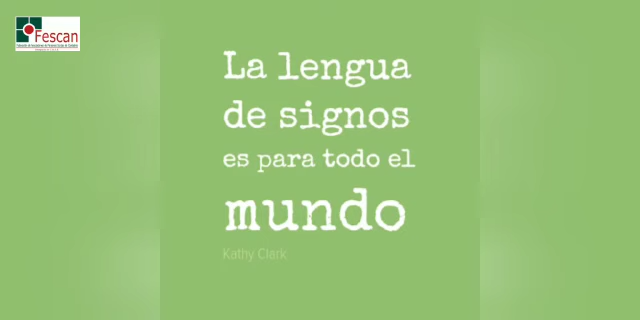 Fescan
La lengua
de signos
es para todo el
mundo
Kathy Clark